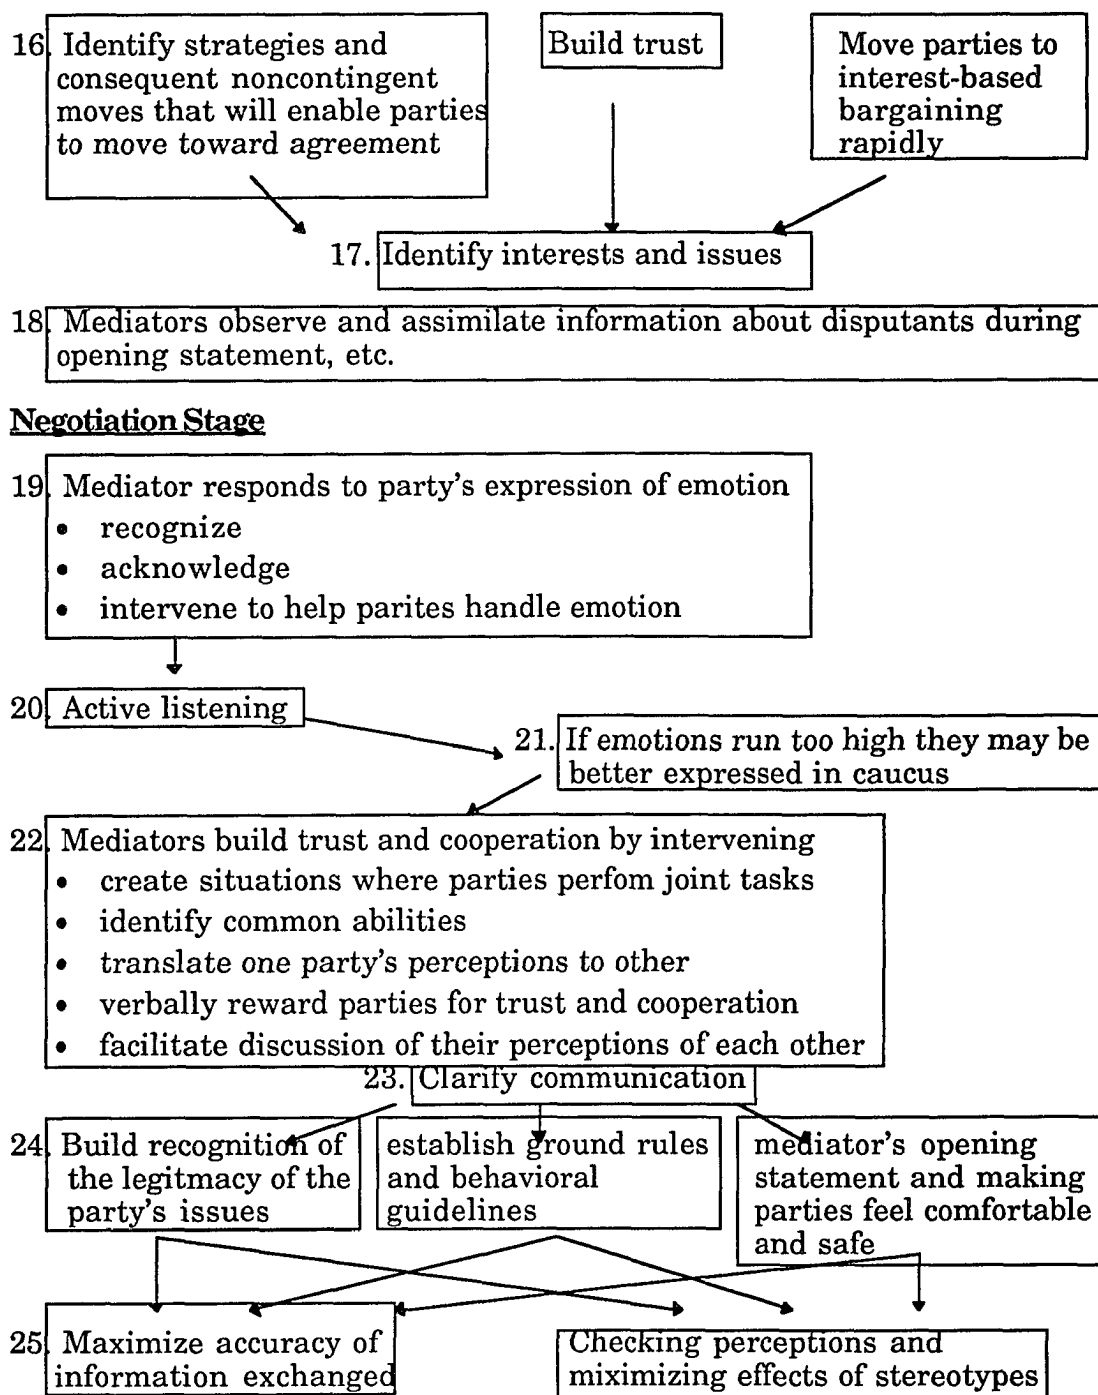 16. Identify strategies and
consequent noncontingent
moves that will enable parties
to move toward agreement
Build trust
Move parties to
interest-based
bargaining
rapidly
17. Identify interests and issues
18. Mediators observe and assimilate information about disputants during
opening statement, etc.
Negotiation Stage
19. Mediator responds to party's expression of emotion
• recognize
• acknowledge
• intervene to help parites handle emotion
20. Active listening
21. If emotions run too high they may be
better expressed in caucus
22. Mediators build trust and cooperation by intervening
• create situations where parties perfom joint tasks
• identify common abilities
• translate one party's perceptions to other
• verbally reward parties for trust and cooperation
• facilitate discussion of their perceptions of each other
23. Clarify communication
24. Build recognition of
the legitmacy of the
party's issues
establish ground rules
and behavioral
guidelines
mediator's opening
statement and making
parties feel comfortable
and safe
25. Maximize accuracy of
information exchanged
Checking perceptions and
miximizing effects of stereotypes